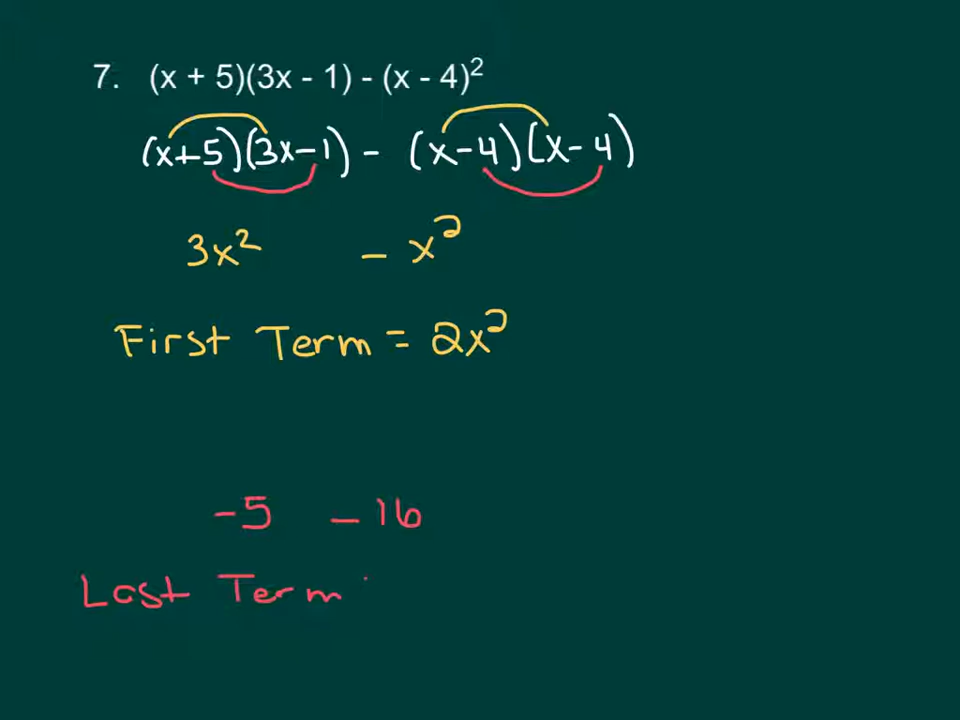 7. (x + 5)(3x - 1) - (x - 4)²
(x+5)(3x-1) - (x-4)(x-4)
3x² - x²
First Term = 2x²
-5 - 16
Last Term